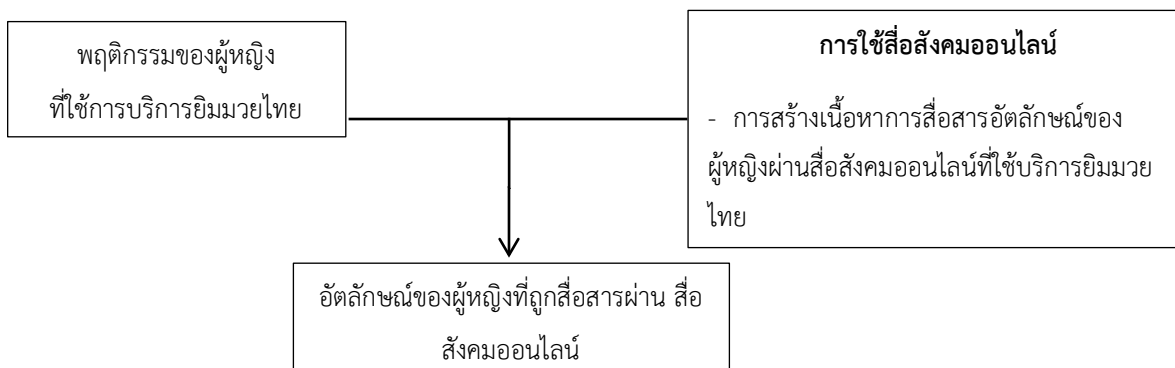 พฤติกรรมของผู้หญิง
ที่ใช้การบริการยิมมวยไทย
การใช้สื่อสังคมออนไลน์
- การสร้างเนื้อหาการสื่อสารอัตลักษณ์ของ
ผู้หญิงผ่านสื่อสังคมออนไลน์ที่ใช้บริการยิมมวย
ไทย
อัตลักษณ์ของผู้หญิงที่ถูกสื่อสารผ่าน สื่อ
สังคมออนไลน์